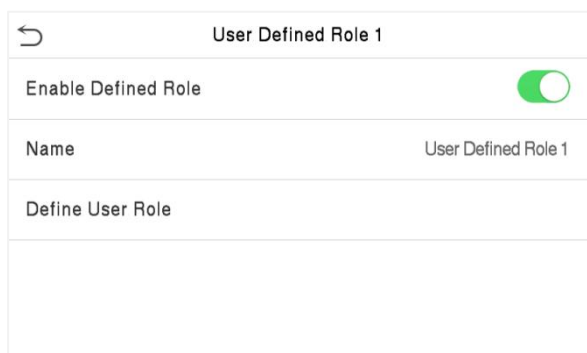 User Defined Role 1
Enable Defined Role
Name User Defined Role 1
Define User Role